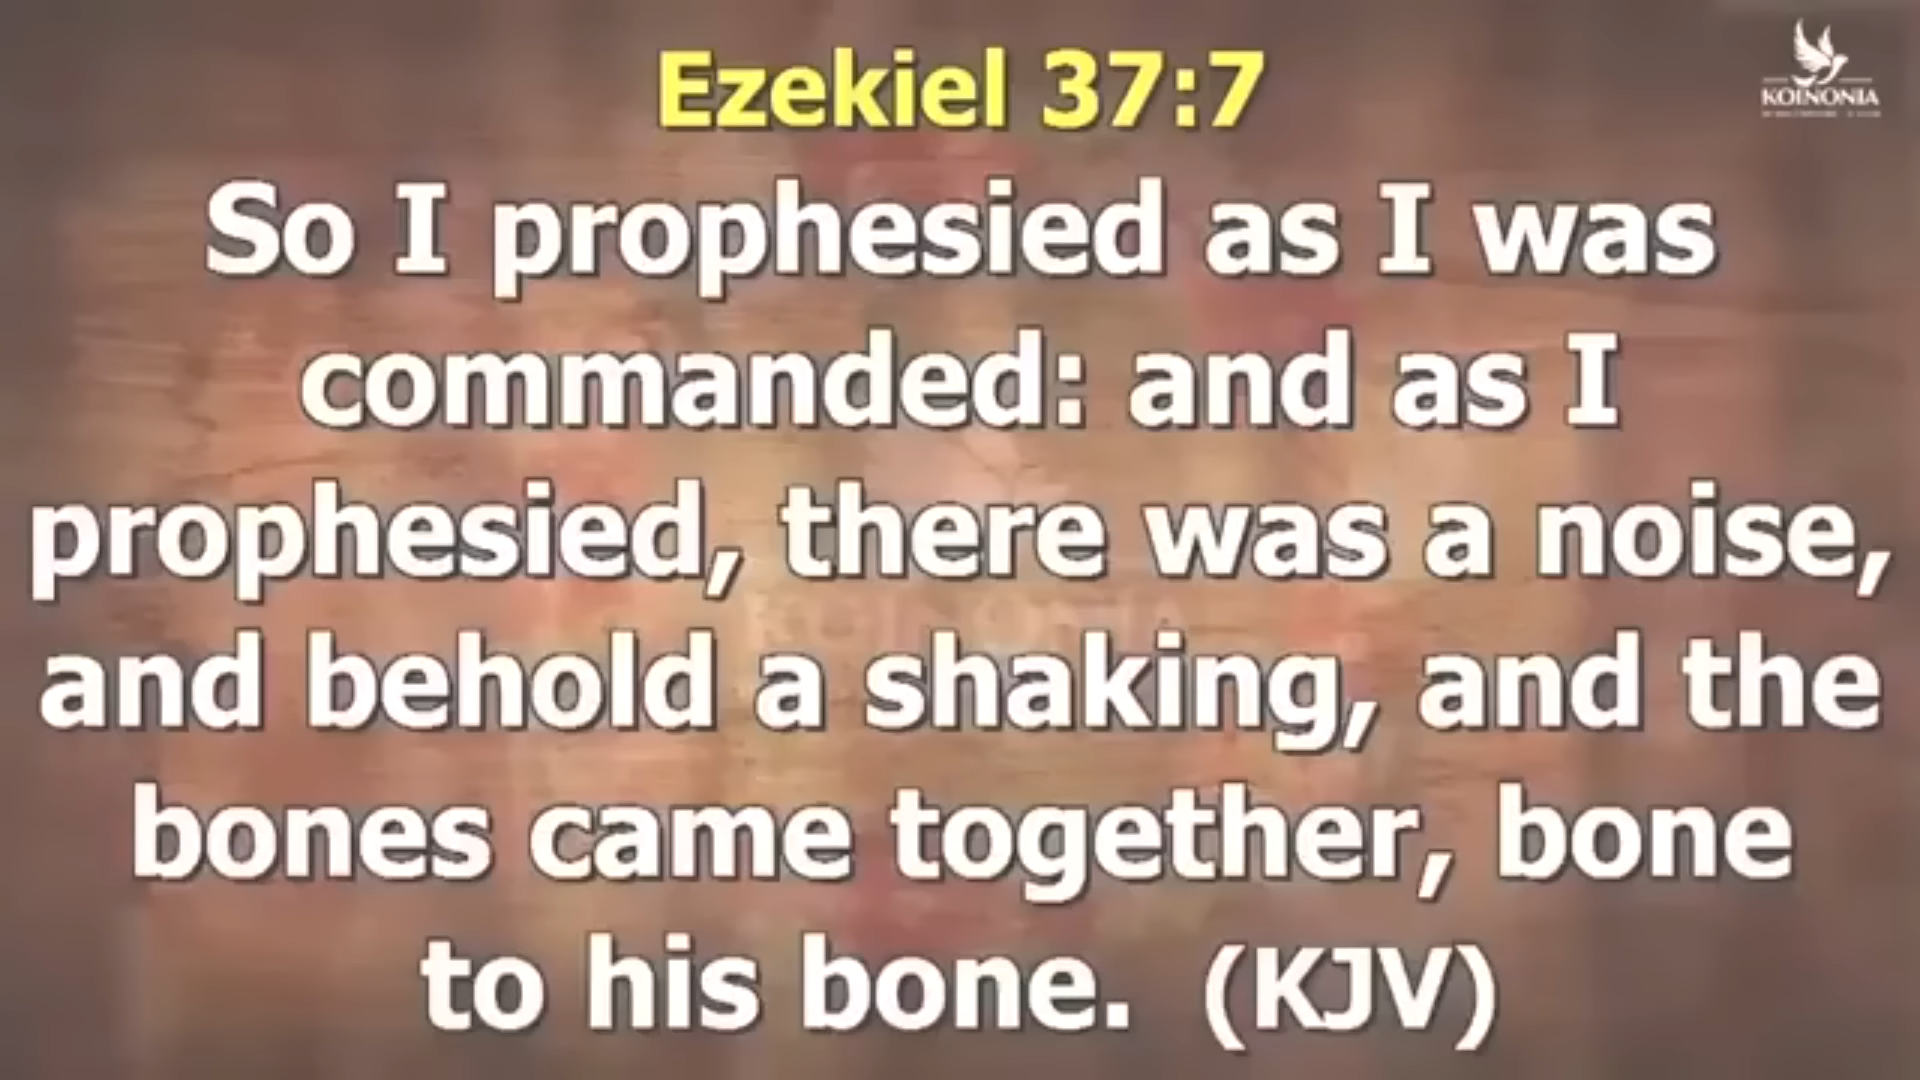 Ezekiel 37:7
KOINONIA
So I prophesied as I was
commanded: and as I
prophesied, there was a noise,
and behold a shaking, and the
bones came together, bone
to his bone. (KJV)
KOINONIA